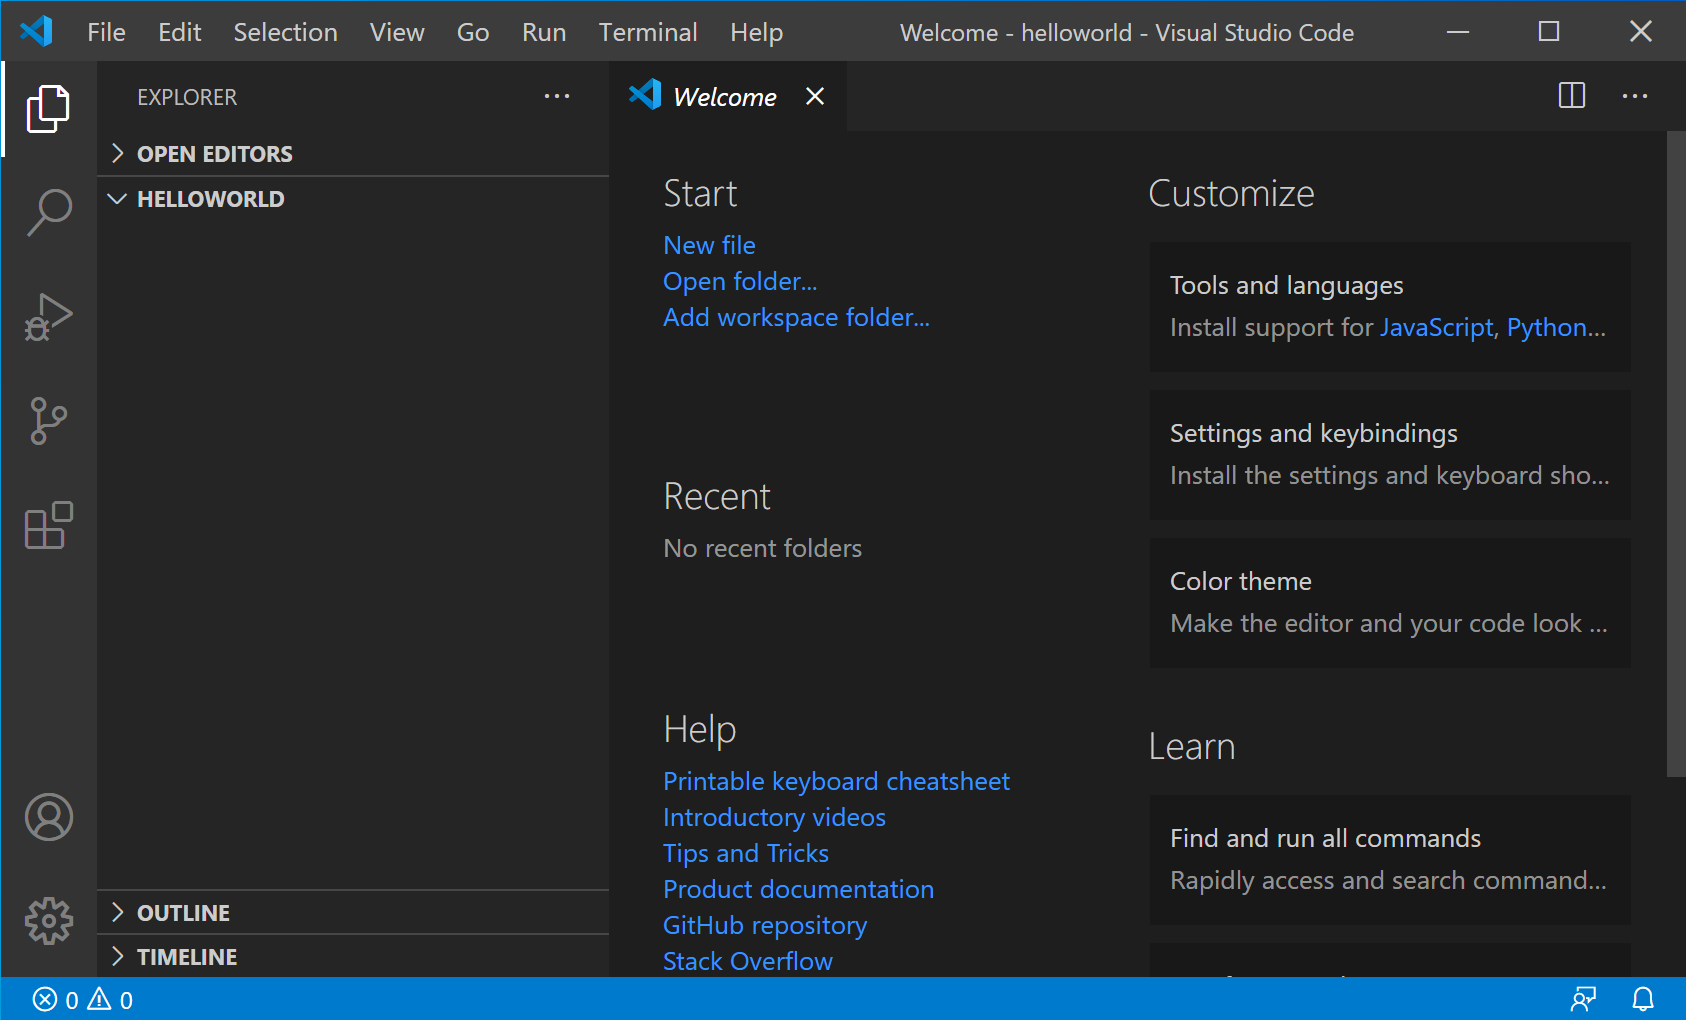 File Edit Selection View Go Run Terminal Help Welcome - helloworld - Visual Studio Code
EXPLORER
OPEN EDITORS
HELLOWORLD
OUTLINE
TIMELINE
Welcome
Start
New file
Open folder...
Add workspace folder...
Recent
No recent folders
Help
Printable keyboard cheatsheet
Introductory videos
Tips and Tricks
Product documentation
GitHub repository
Stack Overflow
Customize
Tools and languages
Install support for JavaScript, Python...
Settings and keybindings
Install the settings and keyboard sho...
Color theme
Make the editor and your code look ...
Learn
Find and run all commands
Rapidly access and search command...
0 0